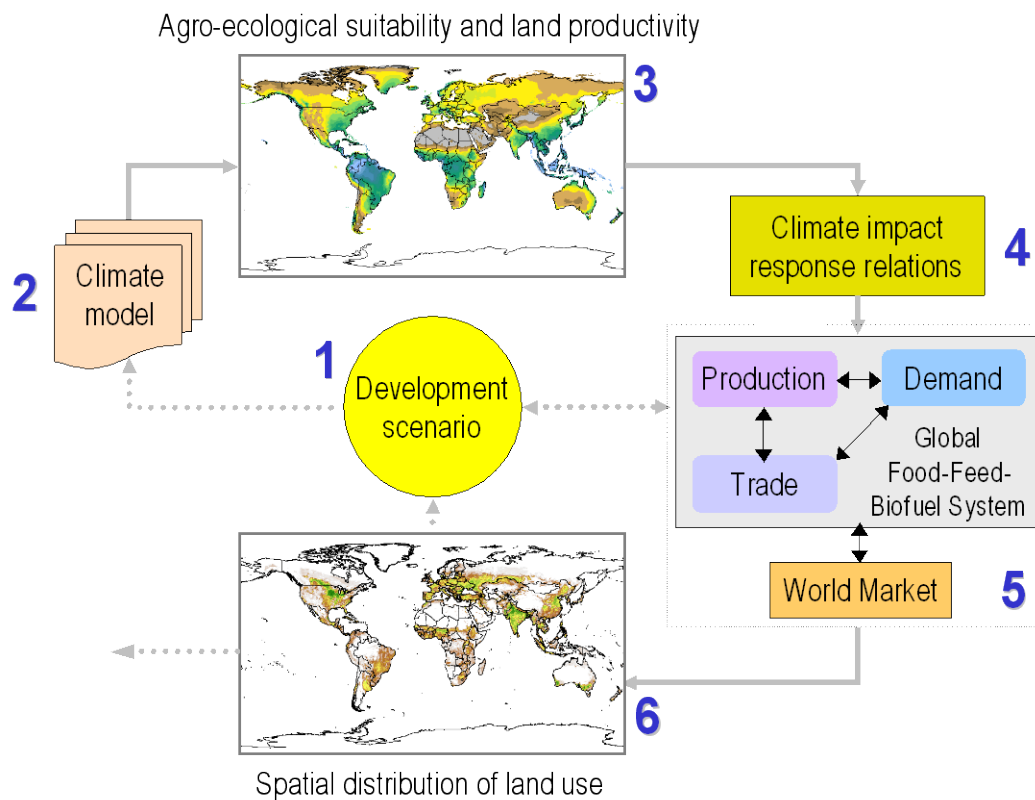 Agro-ecological suitability and land productivity
3
2
Climate
model
Climate impact
response relations
4
1
Development
scenario
Production
Demand
Trade
Global
Food-Feed-
Biofuel System
World Market
5
6
Spatial distribution of land use